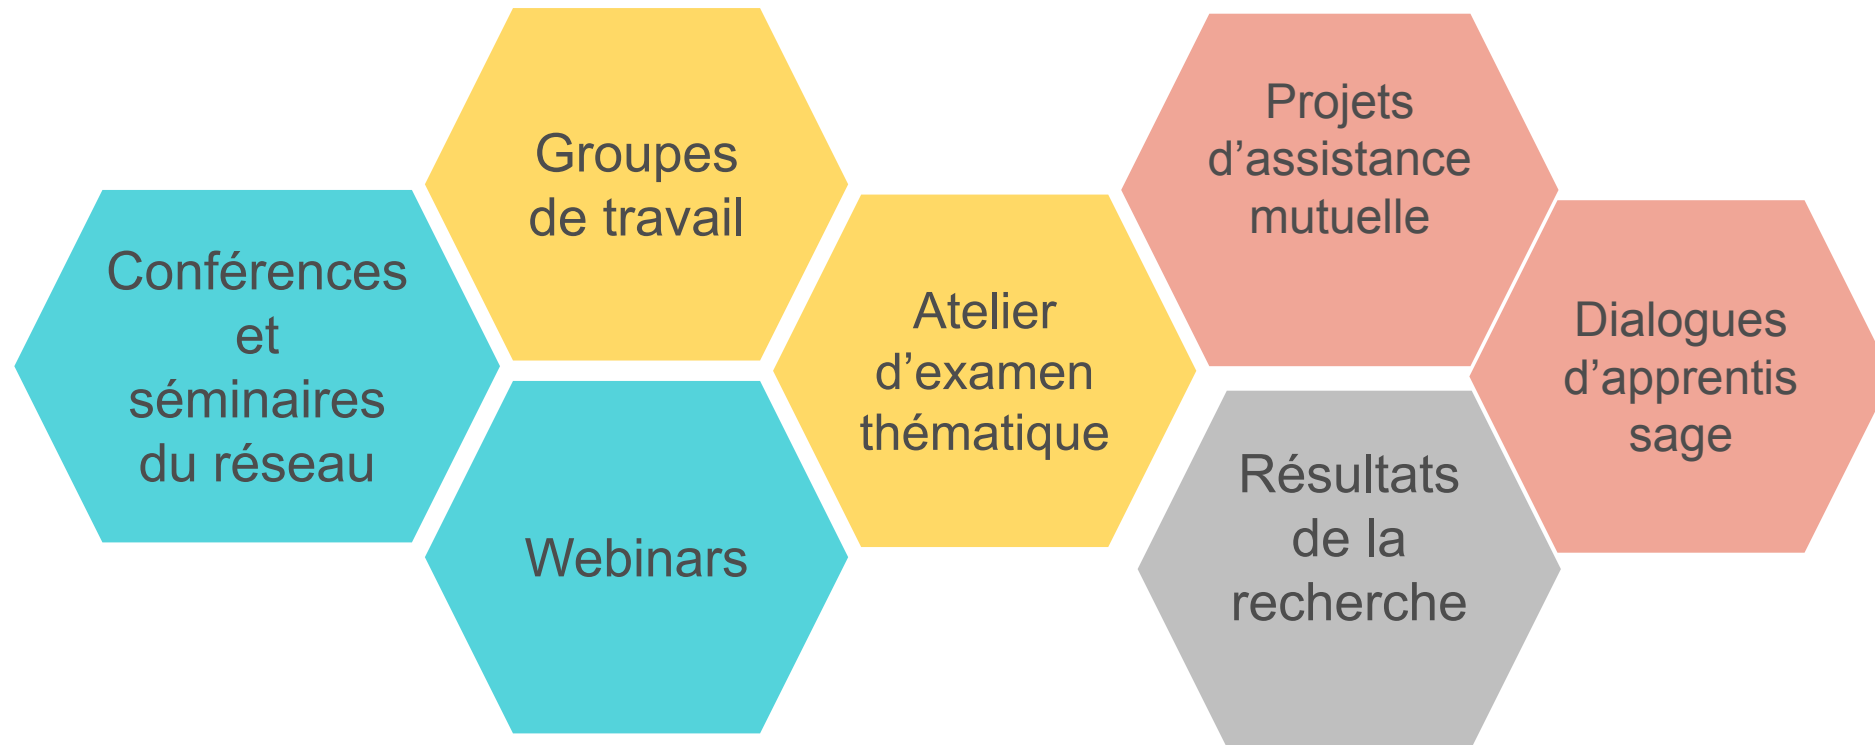 Conférences
et
séminaires
du réseau
Groupes
de travail
Webinars
Atelier
d’examen
thématique
Projets
d’assistance
mutuelle
Résultats
de la
recherche
Dialogues
d’apprentis
sage